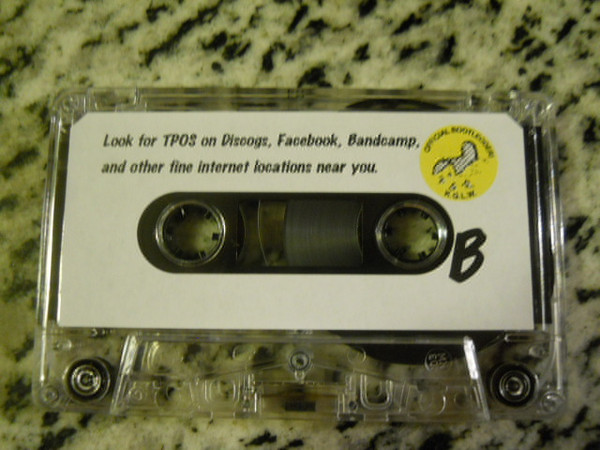 Look for TPOS on Discogs, Facebook, Bandcamp,
and other fine internet locations near you.
OFFICIAL BOOTLEGGER!
K.G.L.W.
B